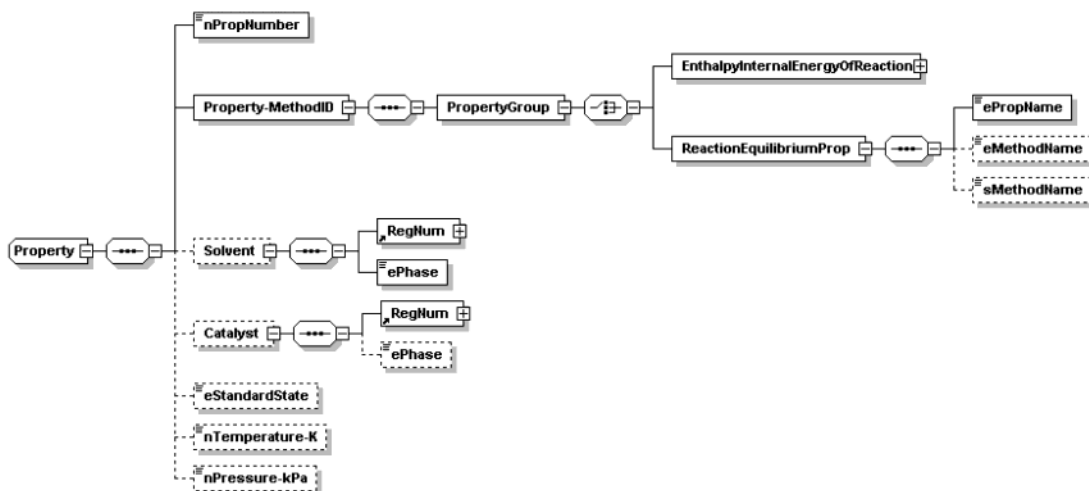 nPropNumber
EnthalpyInternalEnergyOfReaction
Property-MethodID
PropertyGroup
ePropName
ReactionEquilibriumProp
eMethodName
sMethodName
Property
Solvent
RegNum
ePhase
Catalyst
RegNum
ePhase
eStandardState
nTemperature-K
nPressure-kPa